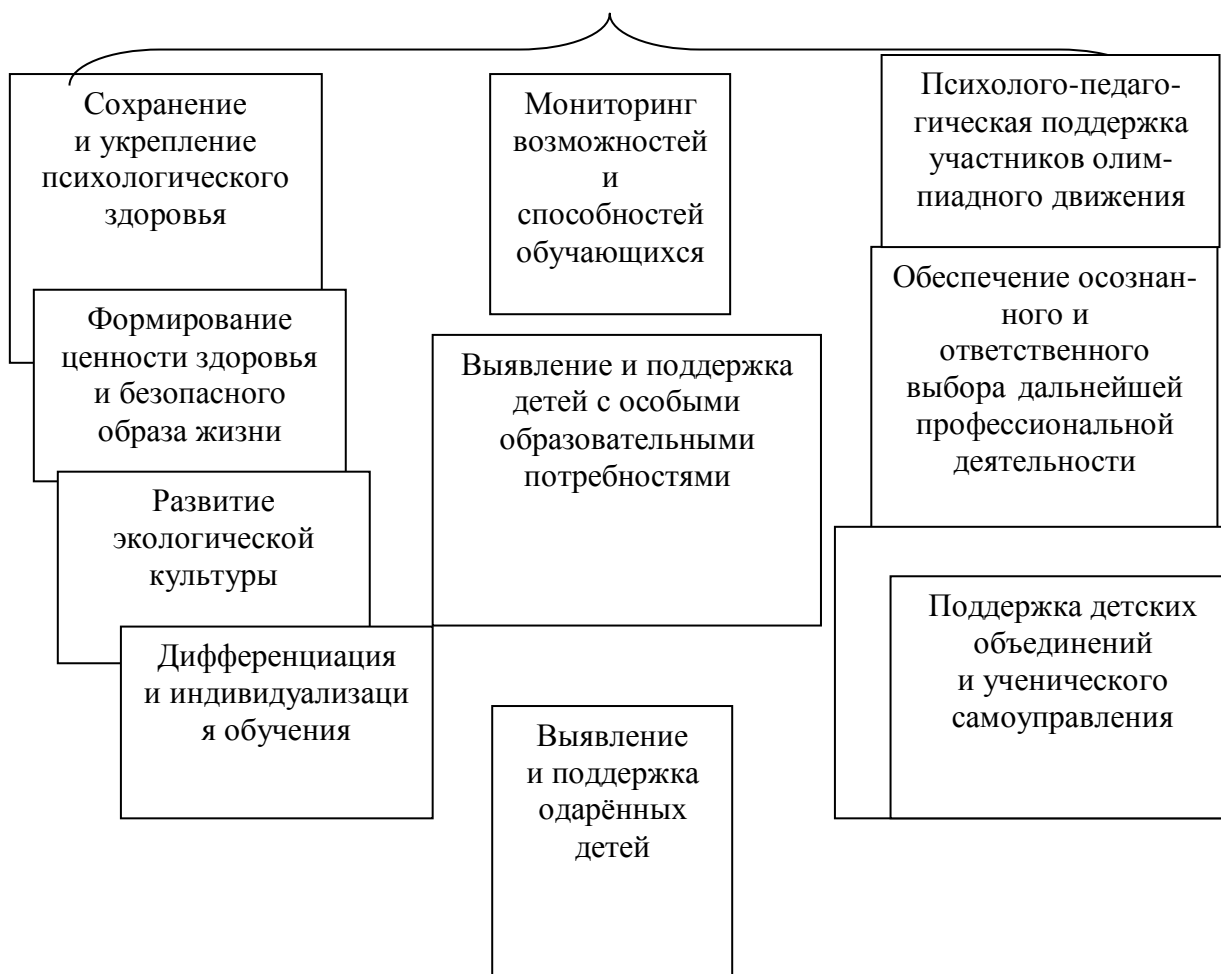 Сохранение
и укрепление
психологического
здоровья
Формирование
ценности здоровья
и безопасного
образа жизни
Развитие
экологической
культуры
Дифференциация
и индивидуализаци
я обучения
Мониторинг
возможностей
и
способностей
обучающихся
Выявление и поддержка
детей с особыми
образовательными
потребностями
Выявление
и поддержка
одарённых
детей
Психолого-педаго-
гическая поддержка
участников олим-
пиадного движения
Обеспечение осознан-
ного и
ответственного
выбора дальнейшей
профессиональной
деятельности
Поддержка детских
объединений
и ученического
самоуправления